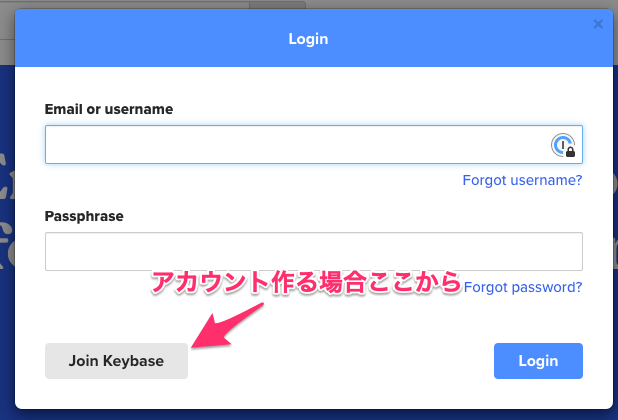 ×
Login
Email or username
Forgot username?
Passphrase
アカウント作る場合ここから
Forgot password?
Join Keybase
Login